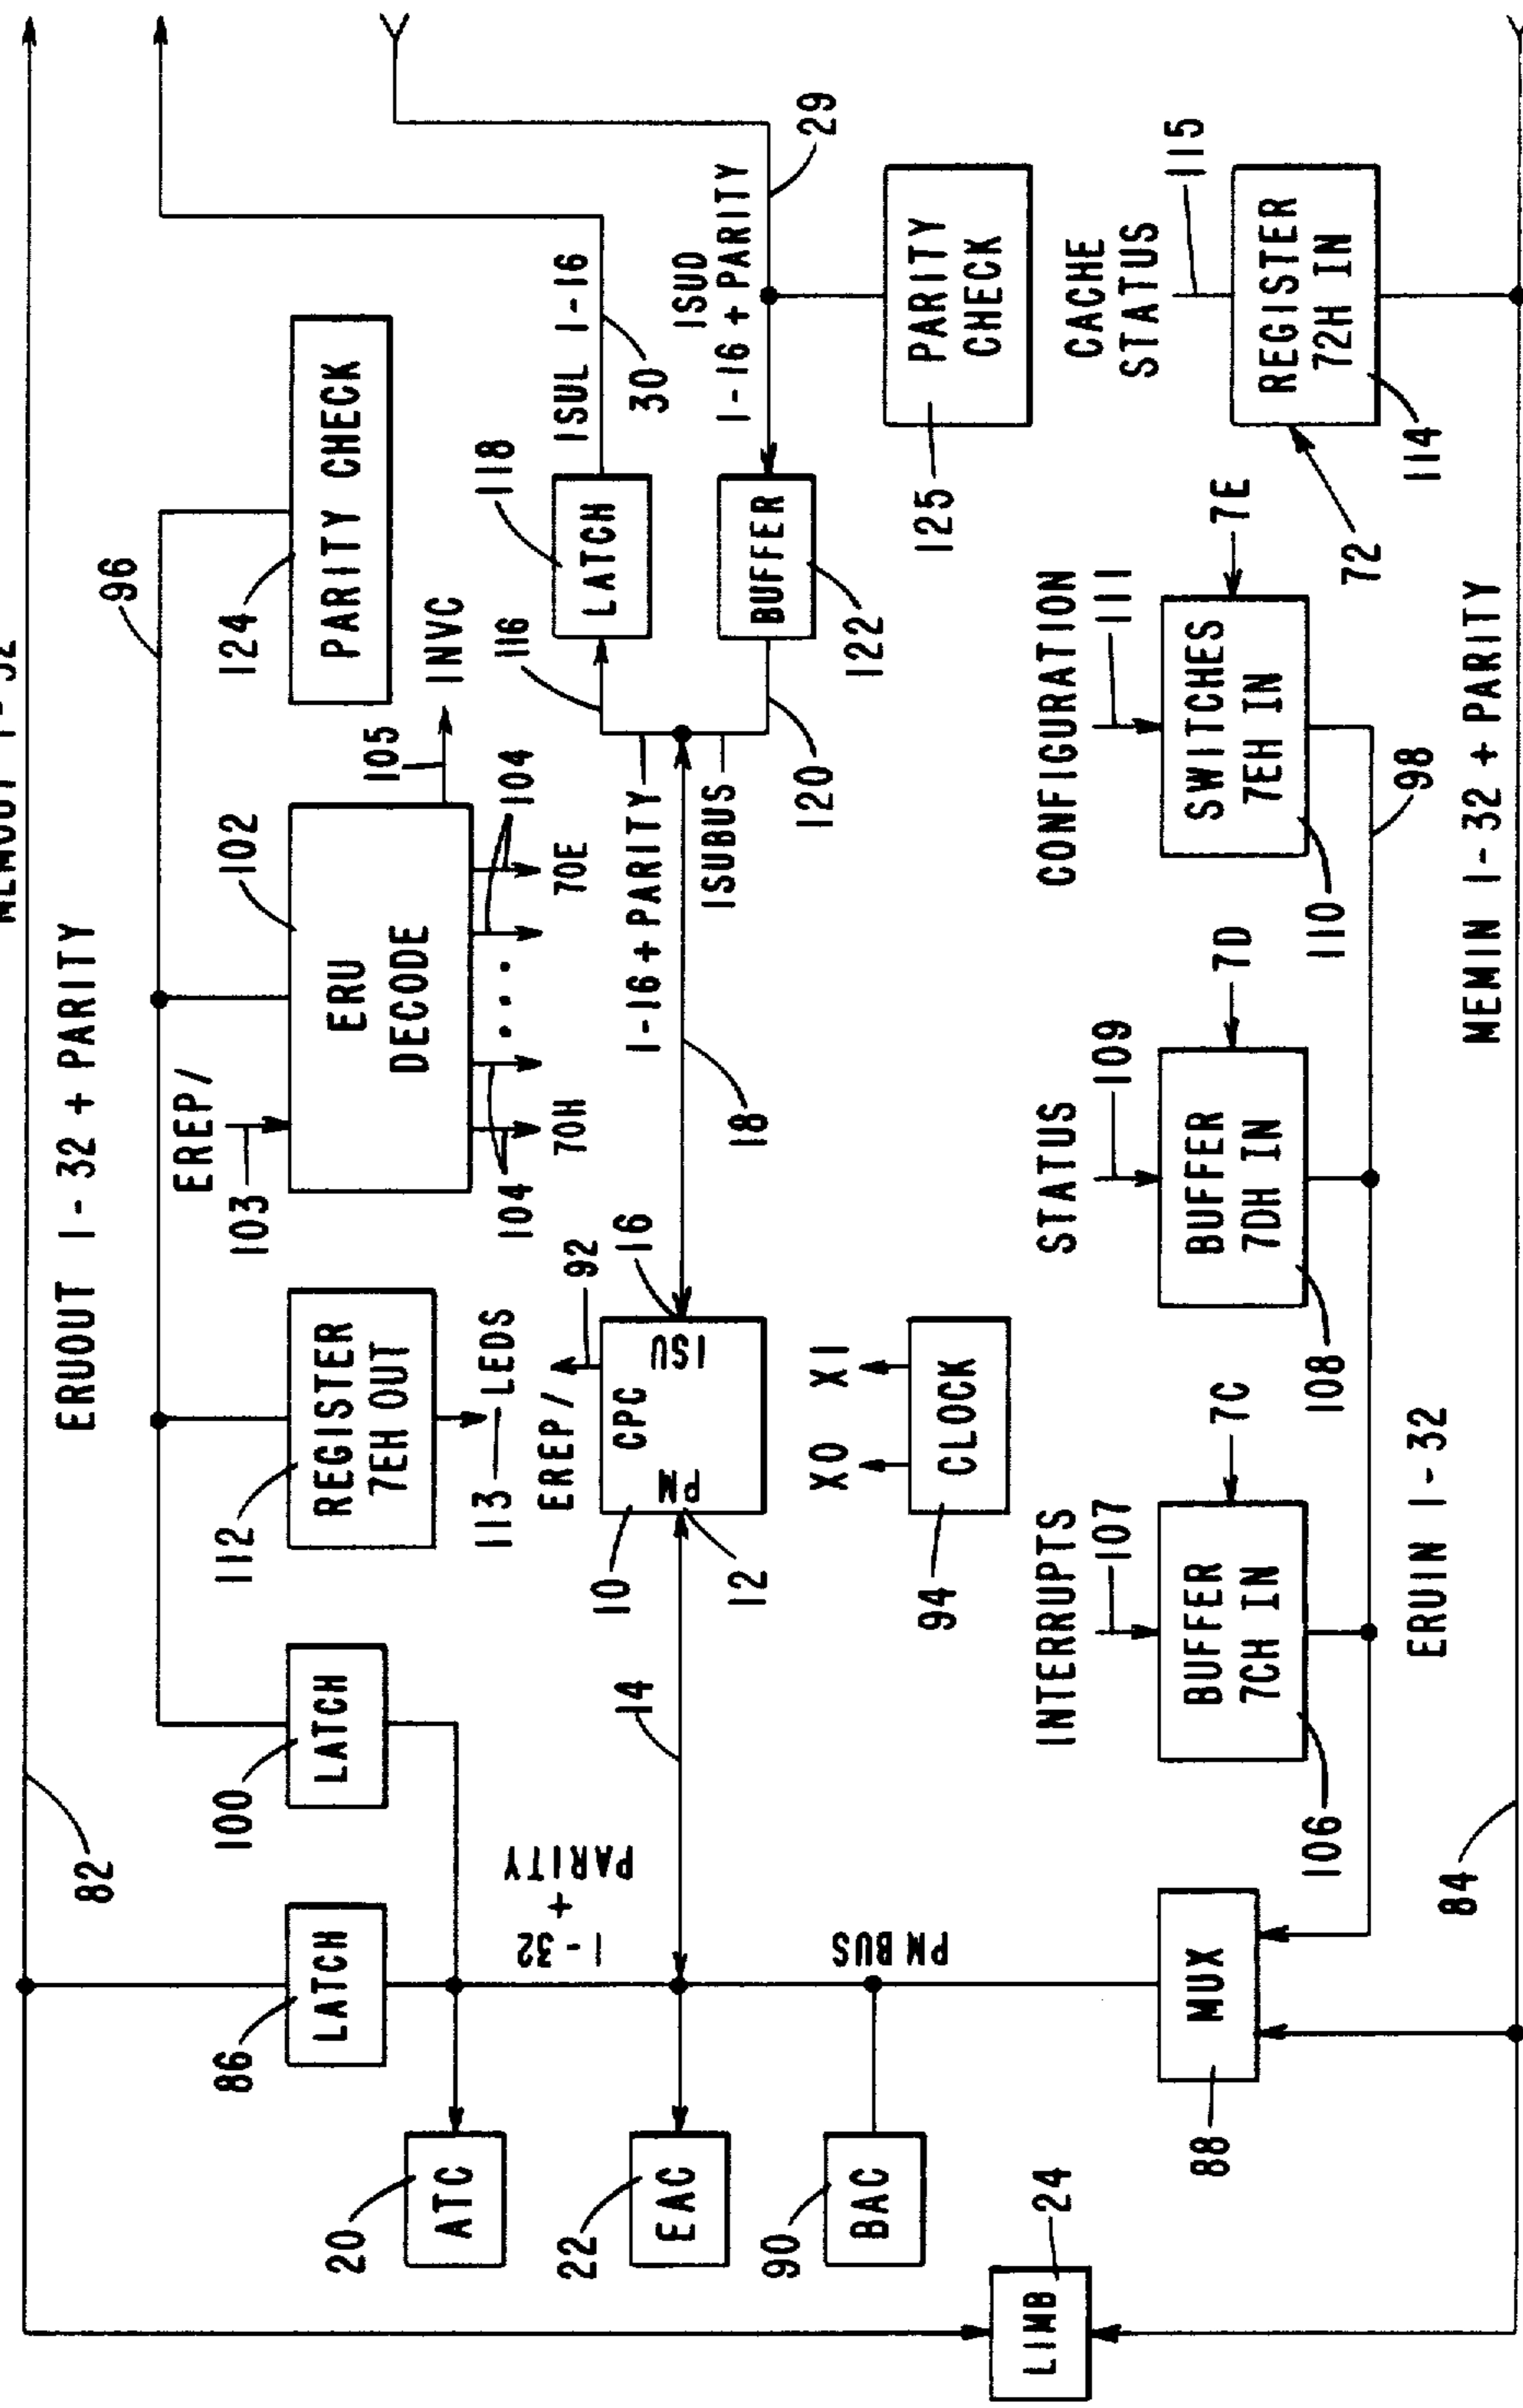 ERUOUT 1-32 + PARITY
82
96
86
LATCH
100
LATCH
112
REGISTER
7EH OUT
113
LEDS
EREP/
103
102
ERU
DECODE
104
70H
104
70E
105
INVC
124
PARITY CHECK
20
ATC
22
EAC
90
BAC
1-32
+
PARITY
PM BUS
14
10
12
PM
CPC
ISU
16
EREP/
92
18
1-16 + PARITY
ISUBUS
116
118
LATCH
ISUL 1-16
30
120
BUFFER
122
ISUD
1-16 + PARITY
29
PARITY
CHECK
125
X0
X1
CLOCK
94
24
LIMB
88
MUX
INTERRUPTS
107
BUFFER
7CH IN
7C
106
STATUS
109
BUFFER
7DH IN
7D
108
CONFIGURATION
111
SWITCHES
7EH IN
7E
110
CACHE
STATUS
115
REGISTER
72H IN
72
114
98
ERUIN 1-32
84
MEMIN 1-32 + PARITY